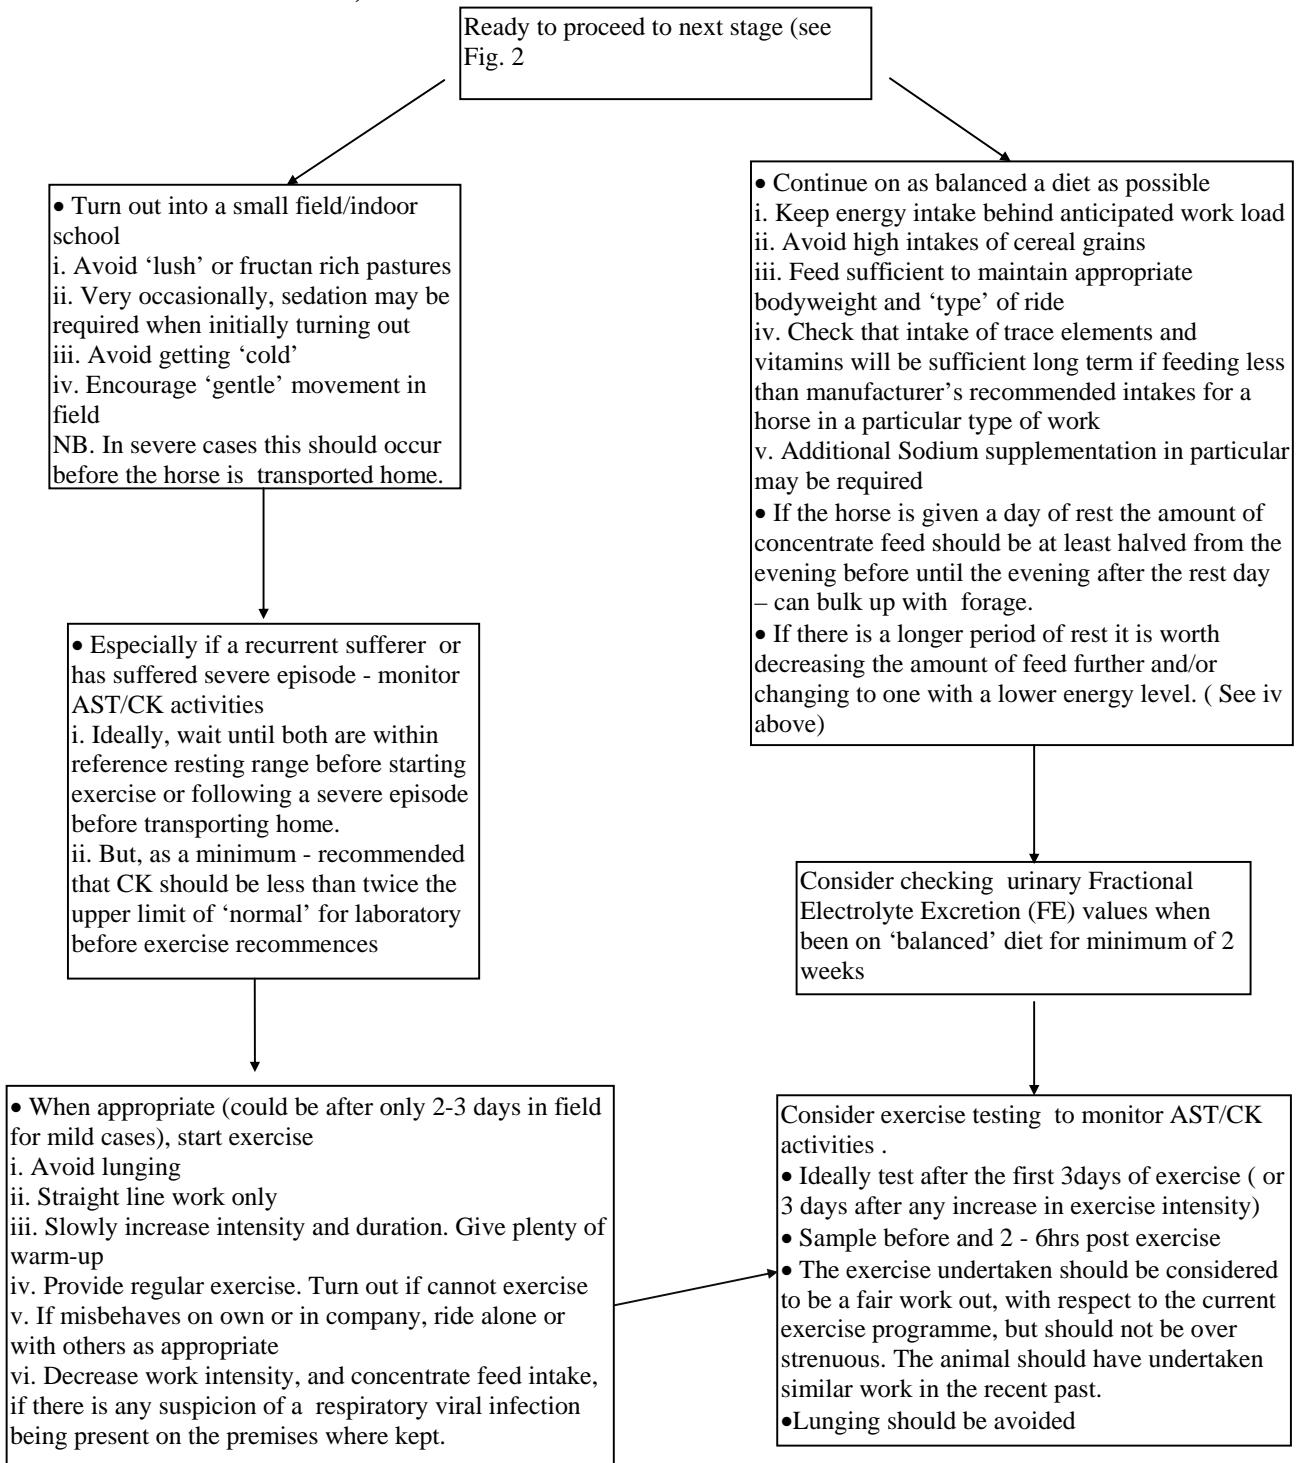 Ready to proceed to next stage (see
Fig. 2
• Turn out into a small field/indoor
school
i. Avoid ‘lush’ or fructan rich pastures
ii. Very occasionally, sedation may be
required when initially turning out
iii. Avoid getting ‘cold’
iv. Encourage ‘gentle’ movement in
field
NB. In severe cases this should occur
before the horse is transported home.
• Especially if a recurrent sufferer or
has suffered severe episode - monitor
AST/CK activities
i. Ideally, wait until both are within
reference resting range before starting
exercise or following a severe episode
before transporting home.
ii. But, as a minimum - recommended
that CK should be less than twice the
upper limit of ‘normal’ for laboratory
before exercise recommences
• When appropriate (could be after only 2-3 days in field
for mild cases), start exercise
i. Avoid lunging
ii. Straight line work only
iii. Slowly increase intensity and duration. Give plenty of
warm-up
iv. Provide regular exercise. Turn out if cannot exercise
v. If misbehaves on own or in company, ride alone or
with others as appropriate
vi. Decrease work intensity, and concentrate feed intake,
if there is any suspicion of a respiratory viral infection
being present on the premises where kept.
• Continue on as balanced a diet as possible
i. Keep energy intake behind anticipated work load
ii. Avoid high intakes of cereal grains
iii. Feed sufficient to maintain appropriate
bodyweight and ‘type’ of ride
iv. Check that intake of trace elements and
vitamins will be sufficient long term if feeding less
than manufacturer’s recommended intakes for a
horse in a particular type of work
v. Additional Sodium supplementation in particular
may be required
• If the horse is given a day of rest the amount of
concentrate feed should be at least halved from the
evening before until the evening after the rest day
– can bulk up with forage.
• If there is a longer period of rest it is worth
decreasing the amount of feed further and/or
changing to one with a lower energy level. ( See iv
above)
Consider checking urinary Fractional
Electrolyte Excretion (FE) values when
been on ‘balanced’ diet for minimum of 2
weeks
Consider exercise testing to monitor AST/CK
activities .
• Ideally test after the first 3days of exercise ( or
3 days after any increase in exercise intensity)
• Sample before and 2 - 6hrs post exercise
• The exercise undertaken should be considered
to be a fair work out, with respect to the current
exercise programme, but should not be over
strenuous. The animal should have undertaken
similar work in the recent past.
•Lunging should be avoided